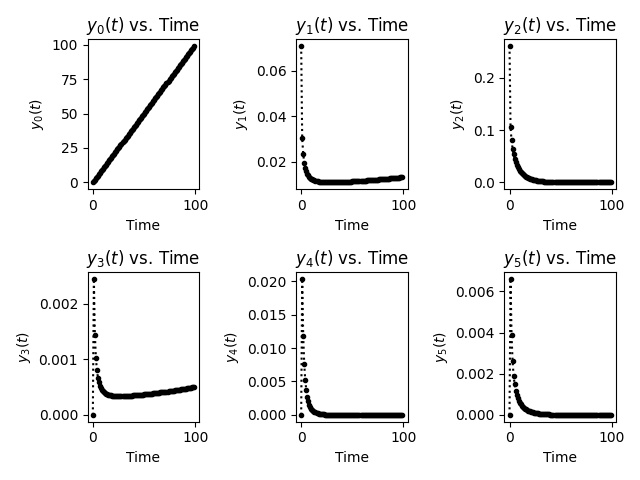 y₀(t) vs. Time
y₁(t) vs. Time
y₂(t) vs. Time
100
75
50
25
0
y₀(t)
0 100
Time
0.06
0.04
0.02
y₁(t)
0 100
Time
0.2
0.1
0.0
y₂(t)
0 100
Time
y₃(t) vs. Time
y₄(t) vs. Time
y₅(t) vs. Time
0.002
0.001
0.000
y₃(t)
0 100
Time
0.020
0.015
0.010
0.005
0.000
y₄(t)
0 100
Time
0.006
0.004
0.002
0.000
y₅(t)
0 100
Time